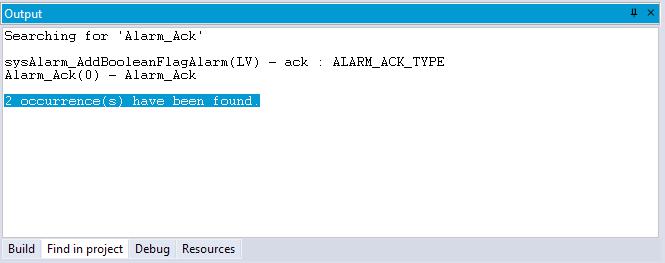 Output
Searching for 'Alarm_Ack'
sysAlarm_AddBooleanFlagAlarm(LV) - ack : ALARM_ACK_TYPE
Alarm_Ack(0) - Alarm_Ack
2 occurrence(s) have been found.
Build Find in project Debug Resources